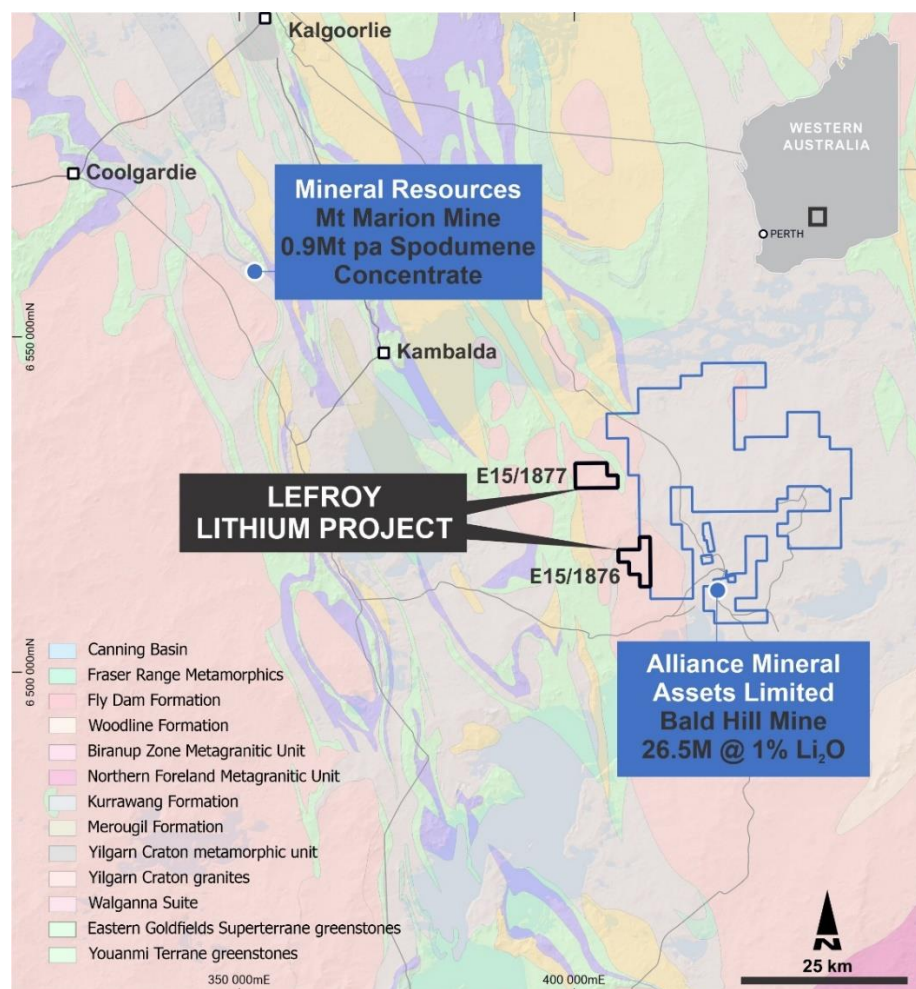 Kalgoorlie
WESTERN
AUSTRALIA
PERTH
Coolgardie
Mineral Resources
Mt Marion Mine
0.9Mt pa Spodumene
Concentrate
6 550 000mN
Kambalda
E15/1877
LEFROY
LITHIUM PROJECT
E15/1876
Alliance Mineral
Assets Limited
Bald Hill Mine
26.5M @ 1% Li₂O
6 500 000mN
Canning Basin
Fraser Range Metamorphics
Fly Dam Formation
Woodline Formation
Biranup Zone Metagranitic Unit
Northern Foreland Metagranitic Unit
Kurrawang Formation
Merougil Formation
Yilgarn Craton metamorphic unit
Yilgarn Craton granites
Walganna Suite
Eastern Goldfields Superterrane greenstones
Youanmi Terrane greenstones
350 000mE
400 000mE
N
25 km